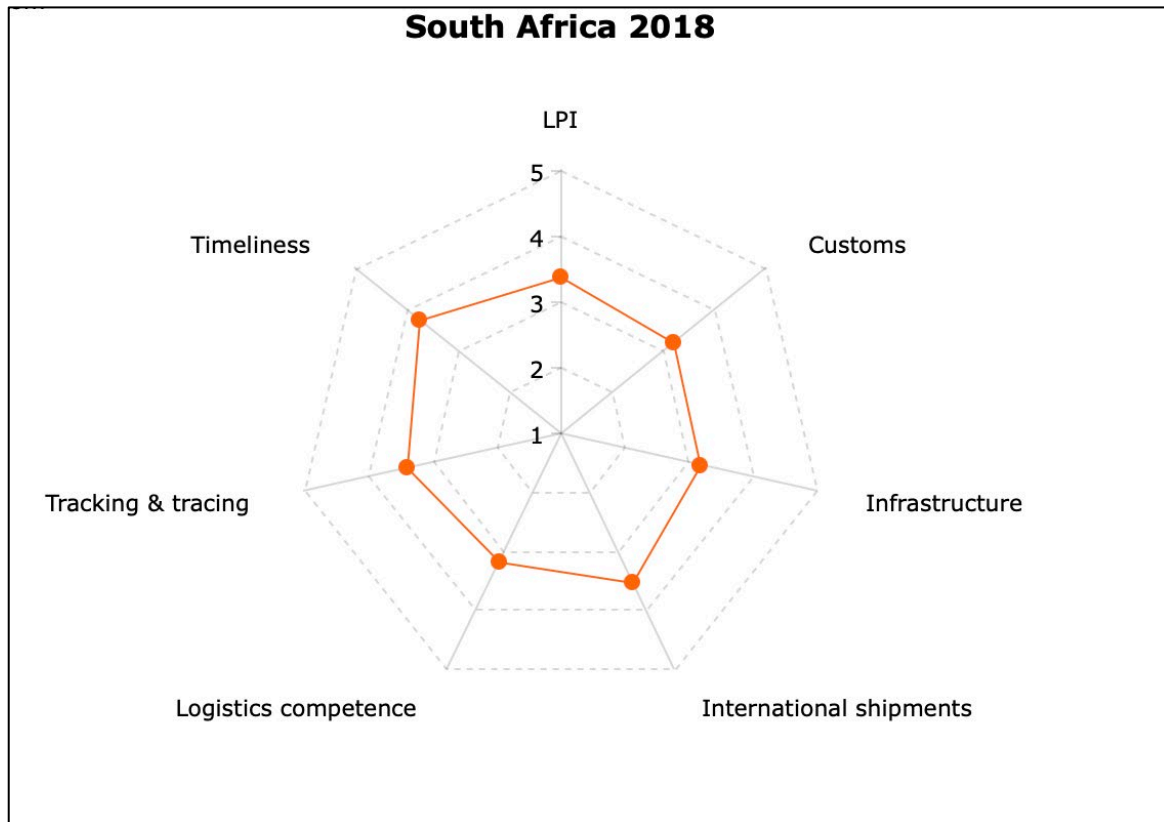 South Africa 2018
LPI
5
4
3
2
1
Timeliness
Customs
Tracking & tracing
Infrastructure
Logistics competence
International shipments